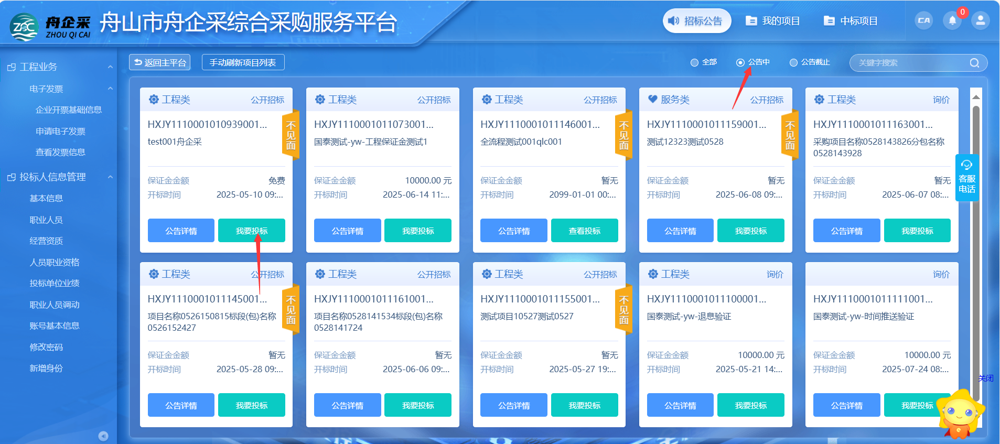 舟企采
ZHOU QI CAI
舟山市舟企采综合采购服务平台
招标公告
我的项目
中标项目
CA
0
工程业务
电子发票
企业开票基础信息
申请电子发票
查看发票信息
投标人信息管理
基本信息
职业人员
经营资质
人员职业资格
投标单位业绩
职业人员调动
账号基本信息
修改密码
新增身份
返回主平台
手动刷新项目列表
全部
公告中
公告截止
关键字搜索
工程类 公开招标
不见面
HXJY1110001010939001...
test001舟企采
保证金金额 免费
开标时间 2025-05-10 09:...
公告详情 我要投标
工程类 公开招标
HXJY1110001011073001...
国泰测试-yw-工程保证金测试1
保证金金额 10000.00 元
开标时间 2025-06-14 11:...
公告详情 我要投标
工程类 公开招标
不见面
HXJY1110001011146001...
全流程测试001qlc001
保证金金额 暂无
开标时间 2099-01-01 00:...
公告详情 查看投标
服务类 公开招标
不见面
HXJY1110001011159001...
测试12323测试0528
保证金金额 暂无
开标时间 2025-06-08 09:...
公告详情 我要投标
工程类 询价
HXJY1110001011163001...
采购项目名称0528143826分包名称
0528143928
保证金金额 暂无
开标时间 2025-06-07 08:...
公告详情 我要投标
客服
电话
工程类 公开招标
不见面
HXJY1110001011145001...
项目名称0526150815标段(包)名称
0526152427
保证金金额 暂无
开标时间 2025-05-28 09:...
公告详情 我要投标
工程类 公开招标
HXJY1110001011161001...
项目名称0528141534标段(包)名称
0528141724
保证金金额 暂无
开标时间 2025-06-06 09:...
公告详情 我要投标
工程类 公开招标
不见面
HXJY1110001011155001...
测试项目10527测试0527
保证金金额 暂无
开标时间 2025-05-27 19:...
公告详情 我要投标
工程类 询价
HXJY1110001011100001...
国泰测试-yw-退息验证
保证金金额 10000.00 元
开标时间 2025-05-21 14:...
公告详情 我要投标
询价
HXJY1110001011111001...
国泰测试-yw-时间推送验证
保证金金额 10000.00 元
开标时间 2025-07-24 08:...
公告详情 我要投标
关闭